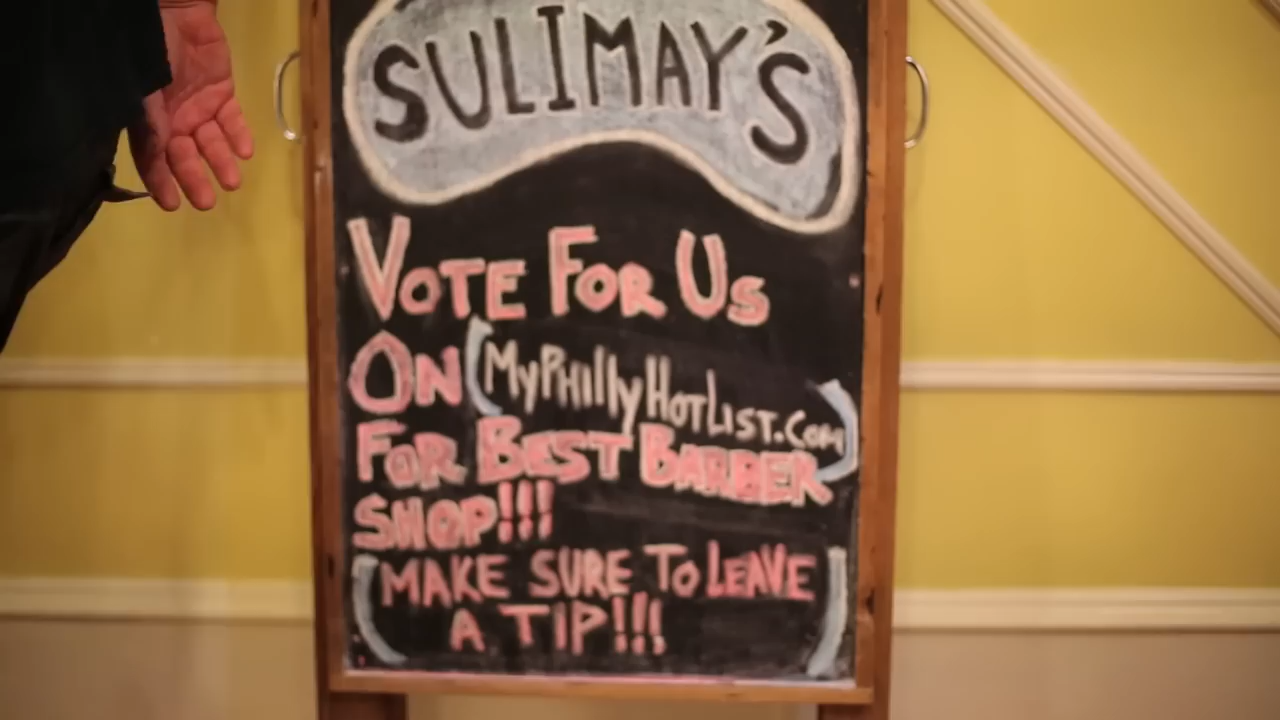 SULIMAY'S
VOTE FOR US
ON (MYPHILLYHOTLIST.COM)
FOR BEST BARBER
SHOP!!!
(MAKE SURE TO LEAVE
A TIP!!!)